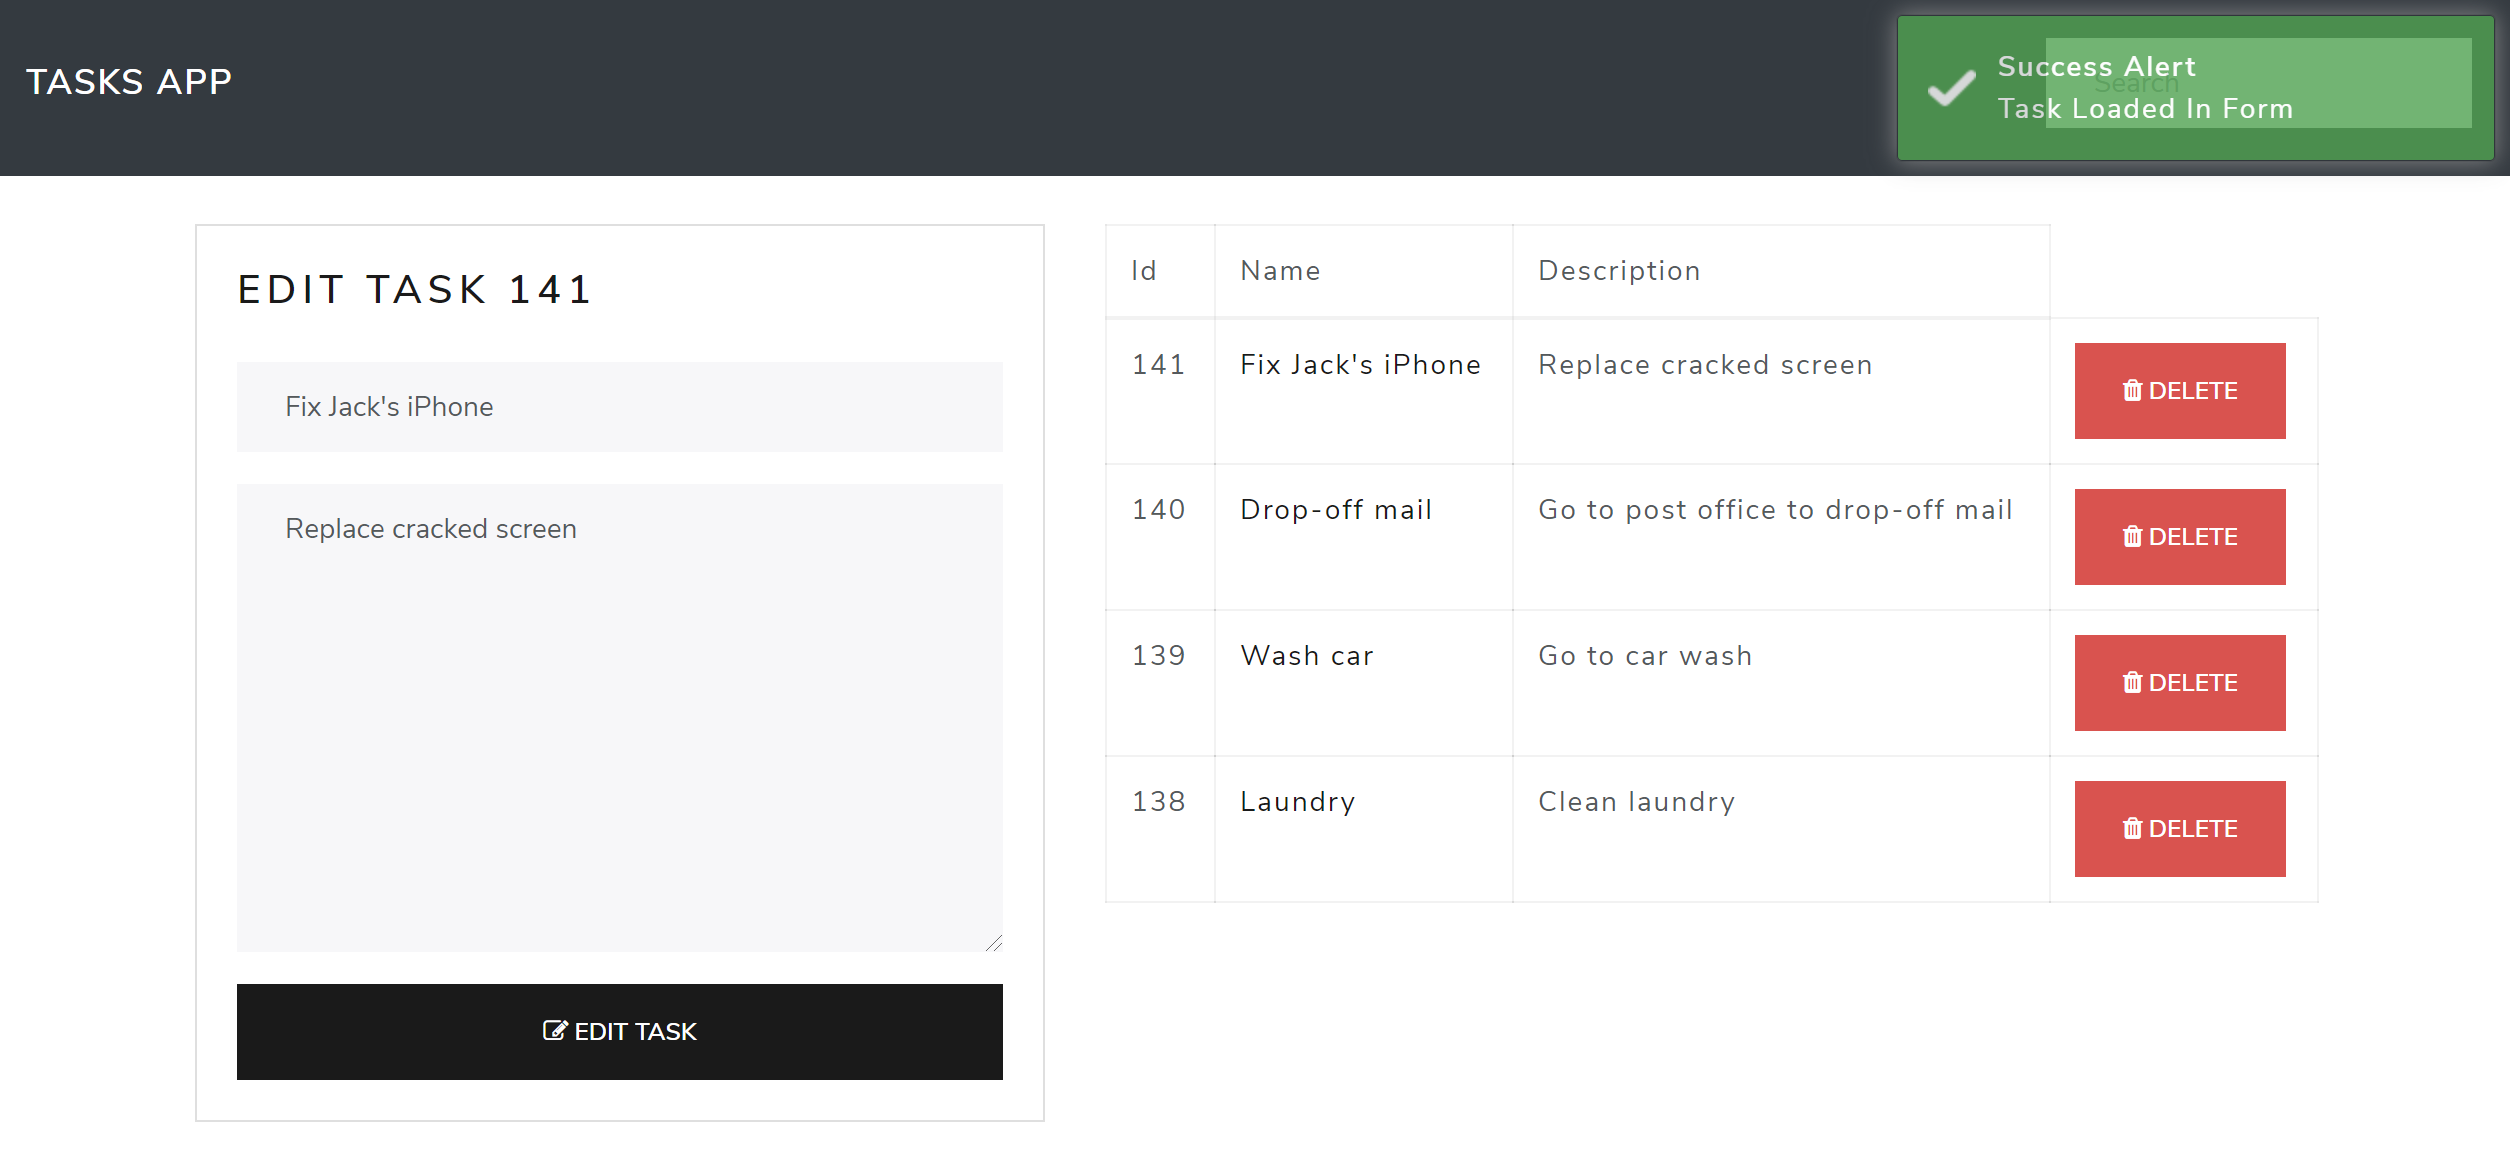 TASKS APP
Success Alert
Search
Task Loaded In Form
EDIT TASK 141
Fix Jack's iPhone
Replace cracked screen
EDIT TASK
Id Name Description
141 Fix Jack's iPhone Replace cracked screen DELETE
140 Drop-off mail Go to post office to drop-off mail DELETE
139 Wash car Go to car wash DELETE
138 Laundry Clean laundry DELETE